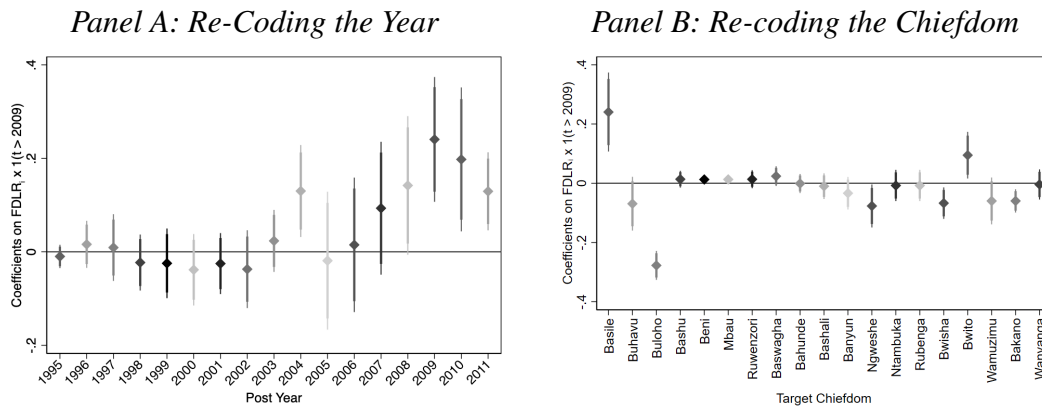 Panel A: Re-Coding the Year
Coefficients on FDLRᵢ x 1(t > 2009)
.4
.2
0
-.2
1995
1996
1997
1998
1999
2000
2001
2002
2003
2004
2005
2006
2007
2008
2009
2010
2011
Post Year
Panel B: Re-coding the Chiefdom
Coefficients on FDLRᵢ x 1(t > 2009)
.4
.2
0
-.2
-.4
Basile
Buhavu
Buloho
Bashu
Beni
Mbau
Ruwenzori
Baswagha
Bahunde
Bashali
Banyun
Ngweshe
Ntambuka
Rubenga
Bwisha
Bwito
Wamuzimu
Bakano
Wanyanga
Target Chiefdom